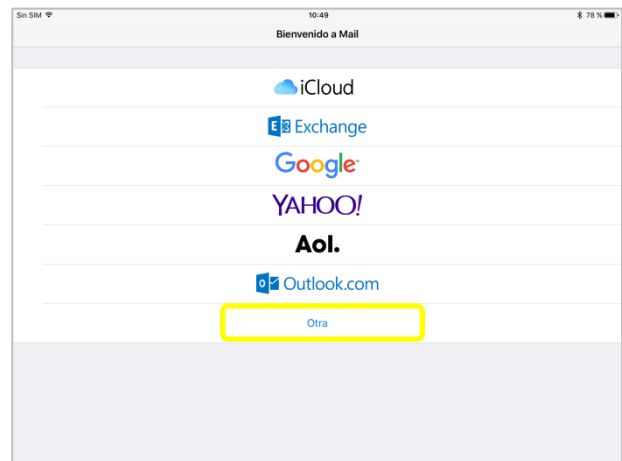 Sin SIM 10:49 78 %
Bienvenido a Mail
iCloud
E Exchange
Google
YAHOO!
Aol.
o Outlook.com
Otra